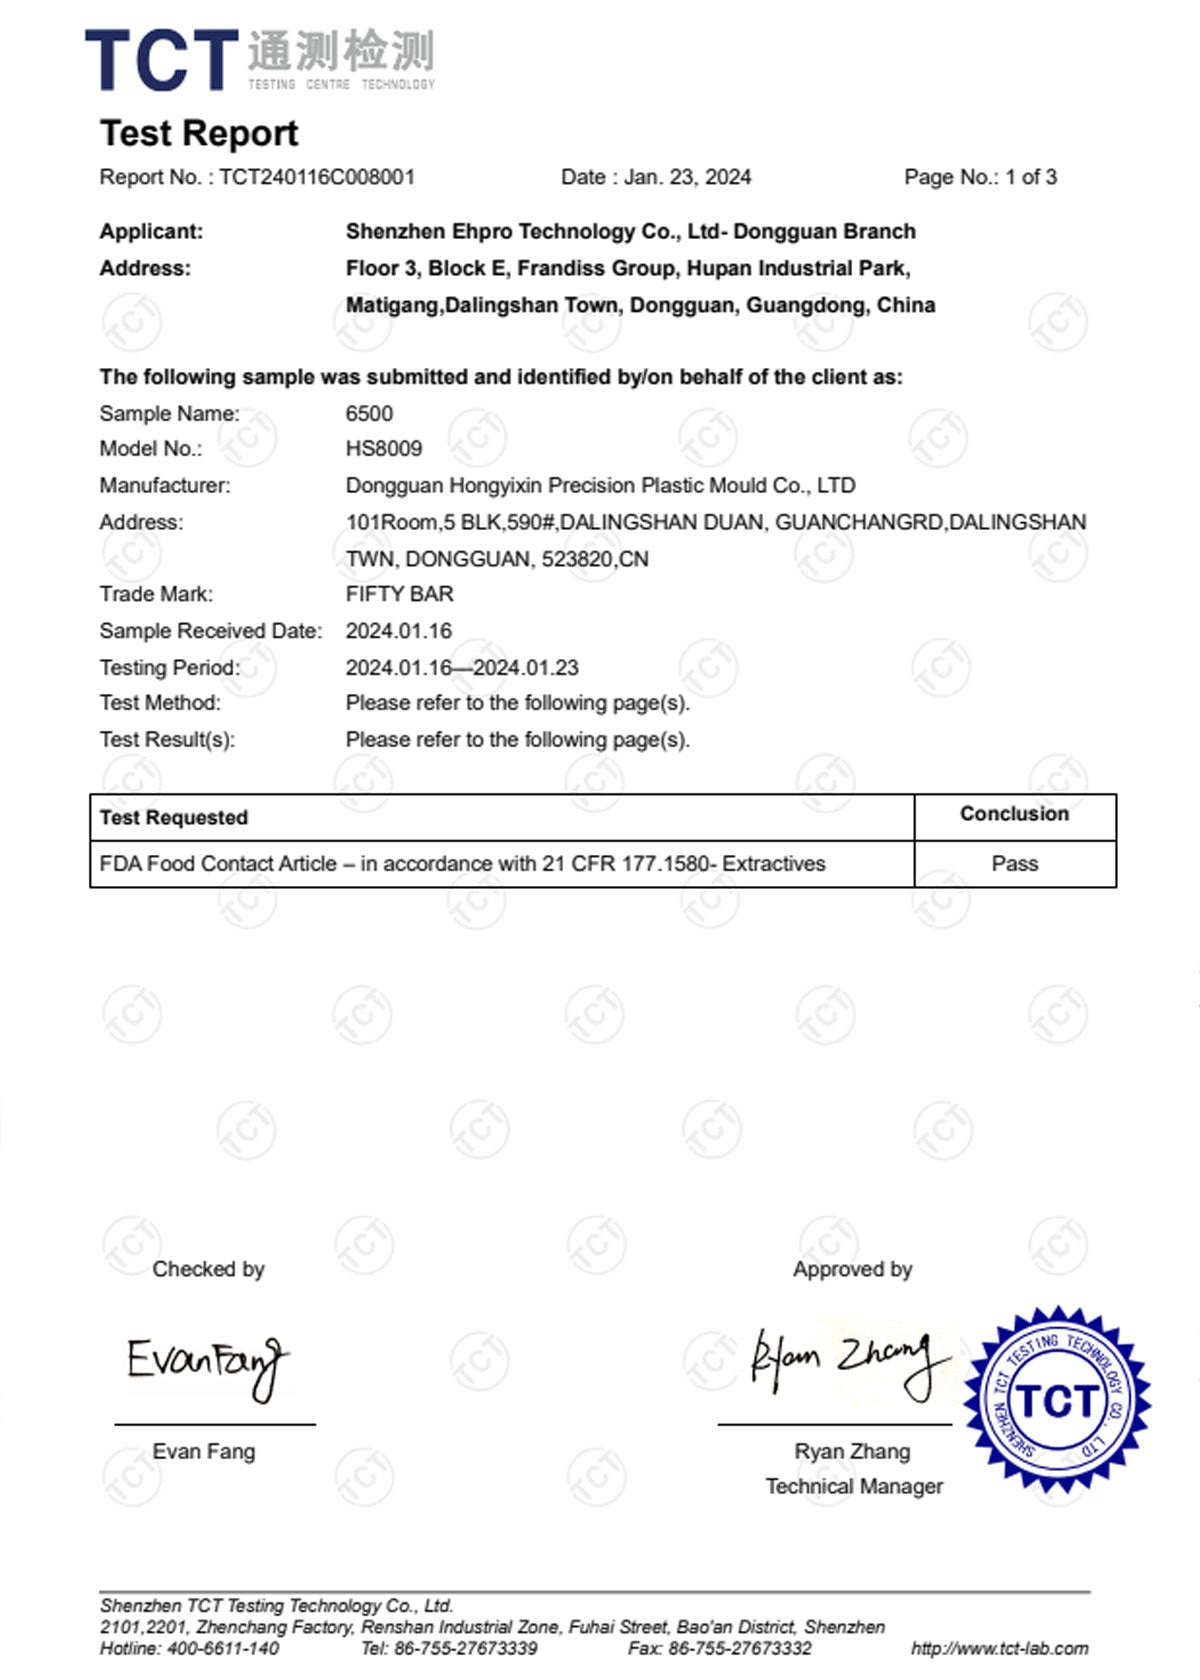 TCT 通测检测
TESTING CENTRE TECHNOLOGY
Test Report
Report No. : TCT240116C008001 Date : Jan. 23, 2024 Page No.: 1 of 3
Applicant: Shenzhen Ehpro Technology Co., Ltd- Dongguan Branch
Address: Floor 3, Block E, Frandiss Group, Hupan Industrial Park,
Matigang,Dalingshan Town, Dongguan, Guangdong, China
The following sample was submitted and identified by/on behalf of the client as:
Sample Name: 6500
Model No.: HS8009
Manufacturer: Dongguan Hongyixin Precision Plastic Mould Co., LTD
Address: 101Room,5 BLK,590#,DALINGSHAN DUAN, GUANCHANGRD,DALINGSHAN
TWN, DONGGUAN, 523820,CN
Trade Mark: FIFTY BAR
Sample Received Date: 2024.01.16
Testing Period: 2024.01.16—2024.01.23
Test Method: Please refer to the following page(s).
Test Result(s): Please refer to the following page(s).
Test Requested Conclusion
FDA Food Contact Article – in accordance with 21 CFR 177.1580- Extractives Pass
Checked by Approved by
Evan Fang Ryan Zhang
SHENZHEN TCT TESTING TECHNOLOGY CO., LTD
TCT
Evan Fang Ryan Zhang
Technical Manager
Shenzhen TCT Testing Technology Co., Ltd.
2101,2201, Zhenchang Factory, Renshan Industrial Zone, Fuhai Street, Bao'an District, Shenzhen
Hotline: 400-6611-140 Tel: 86-755-27673339 Fax: 86-755-27673332 http://www.tct-lab.com